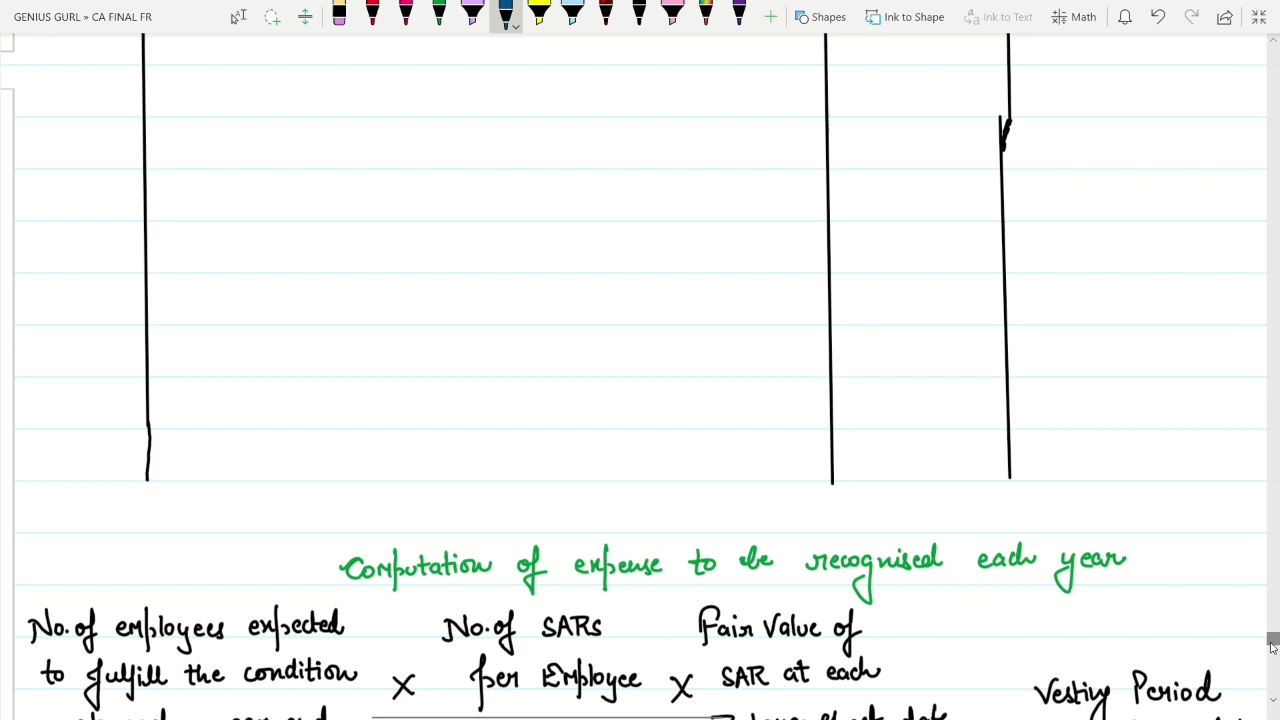 GENUS GURL » CA FINAL FR
Shapes
Ink to Shape
Ink to Text
Math
Computation of expense to be recognised each year
No. of employees expected
to fulfill the condition
No. of SARs
per Employee
Fair Value of
SAR at each
×
×
Vesting Period